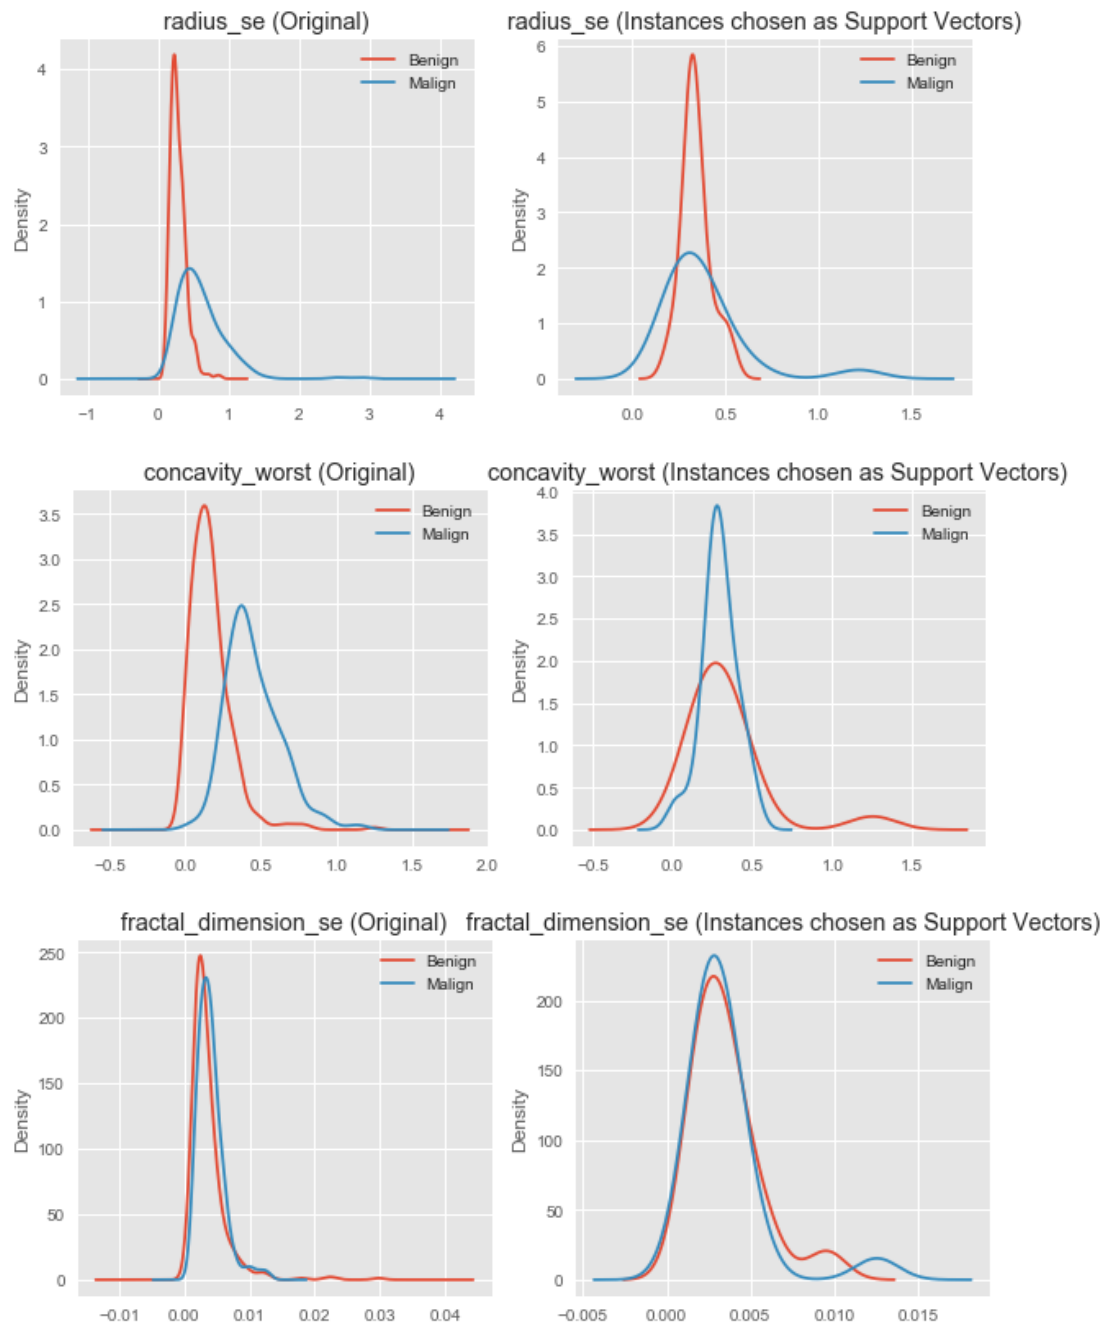 radius_se (Original)
Benign
Malign
Density
4
3
2
1
0
−1 0 1 2 3 4
radius_se (Instances chosen as Support Vectors)
Benign
Malign
Density
6
5
4
3
2
1
0
0.0 0.5 1.0 1.5
concavity_worst (Original)
Benign
Malign
Density
3.5
3.0
2.5
2.0
1.5
1.0
0.5
0.0
−0.5 0.0 0.5 1.0 1.5 2.0
concavity_worst (Instances chosen as Support Vectors)
Benign
Malign
Density
4.0
3.5
3.0
2.5
2.0
1.5
1.0
0.5
0.0
−0.5 0.0 0.5 1.0 1.5
fractal_dimension_se (Original)
Benign
Malign
Density
250
200
150
100
50
0
−0.01 0.00 0.01 0.02 0.03 0.04
fractal_dimension_se (Instances chosen as Support Vectors)
Benign
Malign
Density
200
150
100
50
0
−0.005 0.000 0.005 0.010 0.015